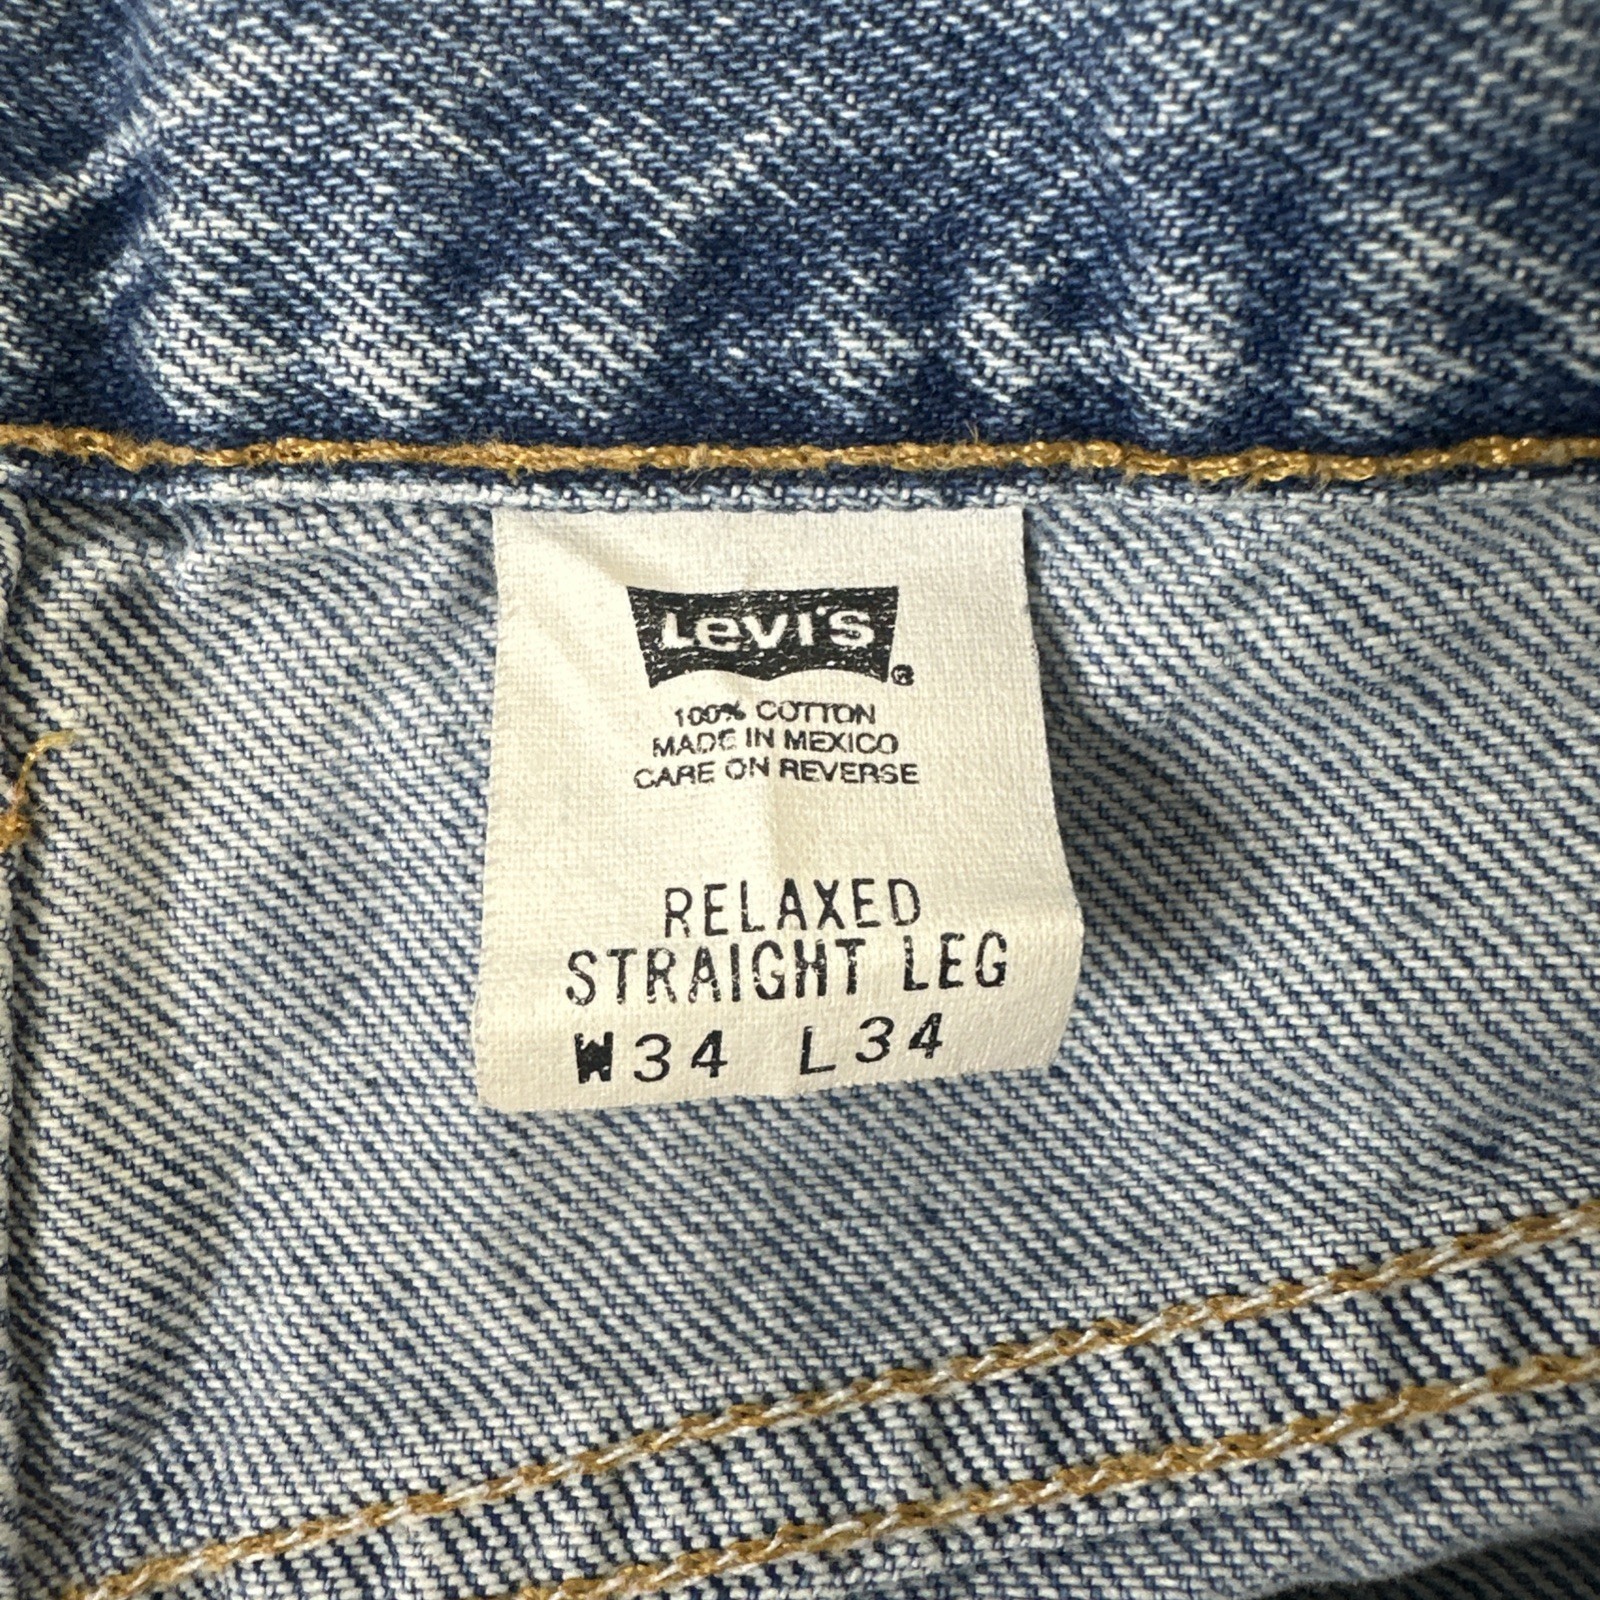 Levi's®
100% COTTON
MADE IN MEXICO
CARE ON REVERSE
RELAXED
STRAIGHT LEG
W34 L34